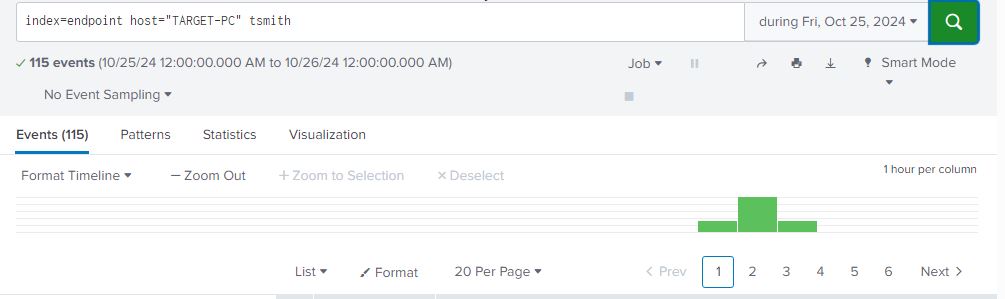 index=endpoint host="TARGET-PC" tsmith
during Fri, Oct 25, 2024
115 events (10/25/24 12:00:00.000 AM to 10/26/24 12:00:00.000 AM)
Job
Smart Mode
No Event Sampling
Events (115) Patterns Statistics Visualization
Format Timeline — Zoom Out + Zoom to Selection × Deselect
1 hour per column
List Format 20 Per Page < Prev 1 2 3 4 5 6 Next >